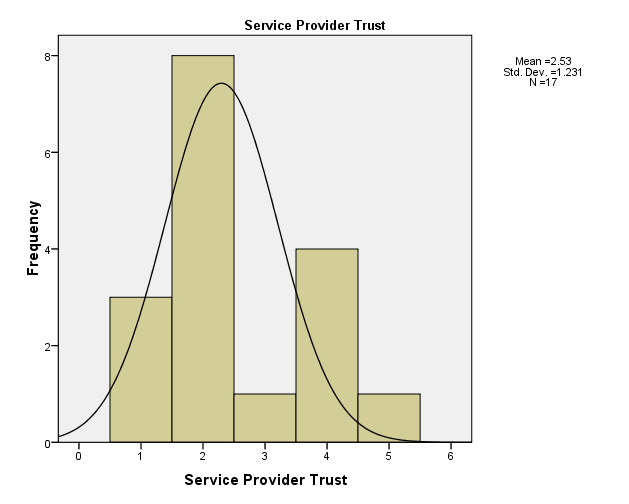 Service Provider Trust
Mean =2.53
Std. Dev. =1.231
N =17
8
6
4
2
0
Frequency
0 1 2 3 4 5 6
Service Provider Trust